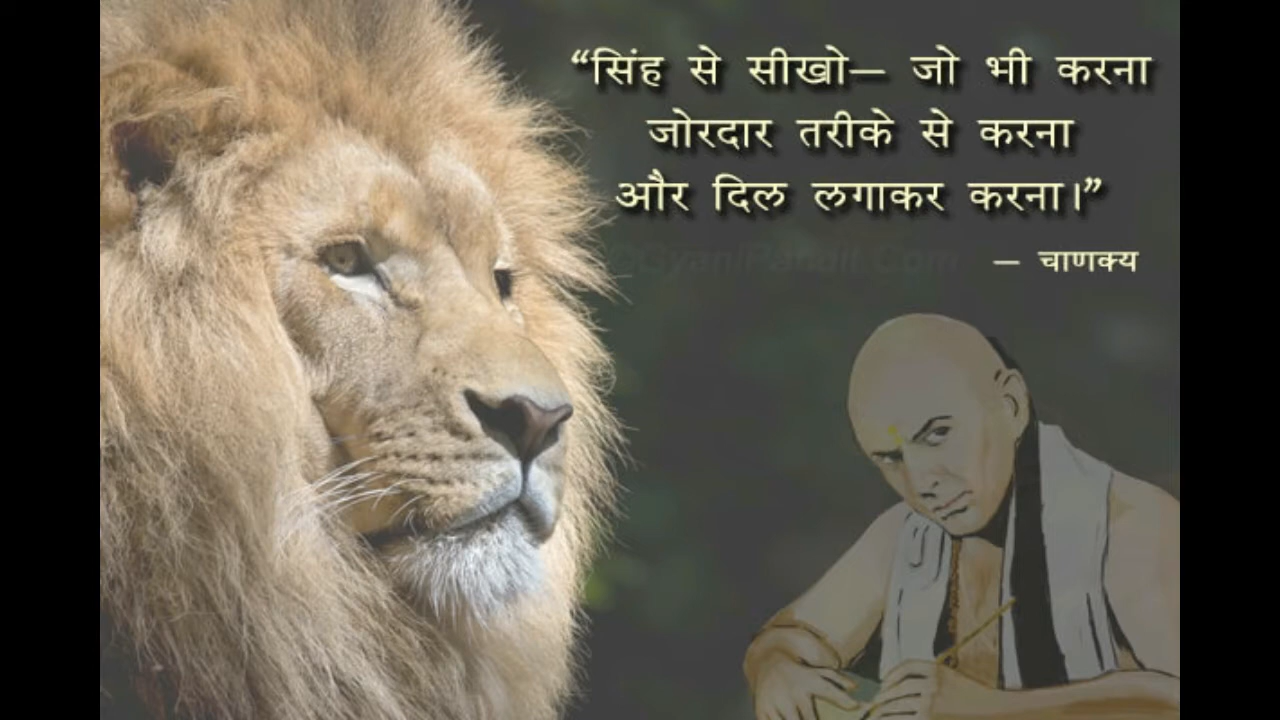 “सिंह से सीखो— जो भी करना
जोरदार तरीके से करना
और दिल लगाकर करना।”
— चाणक्य